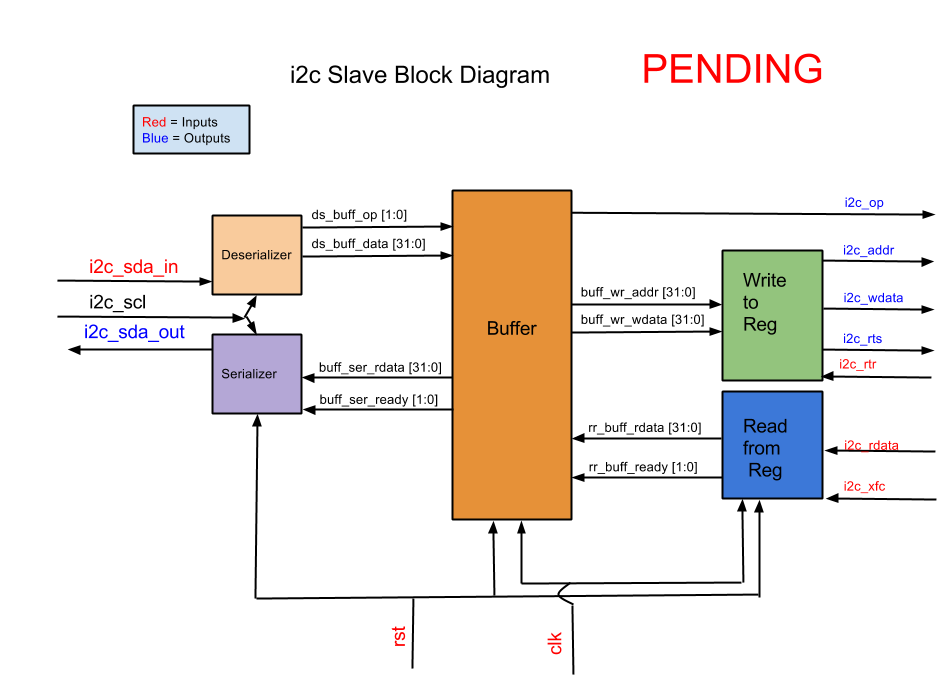 i2c Slave Block Diagram
PENDING
Red = Inputs
Blue = Outputs
i2c_op
ds_buff_op [1:0]
ds_buff_data [31:0]
Deserializer
i2c_sda_in
i2c_scl
i2c_sda_out
Serializer
buff_ser_rdata [31:0]
buff_ser_ready [1:0]
Buffer
buff_wr_addr [31:0]
buff_wr_wdata [31:0]
Write
to
Reg
i2c_addr
i2c_wdata
i2c_rts
i2c_rtr
rr_buff_rdata [31:0]
rr_buff_ready [1:0]
Read
from
Reg
i2c_rdata
i2c_xfc
rst
clk